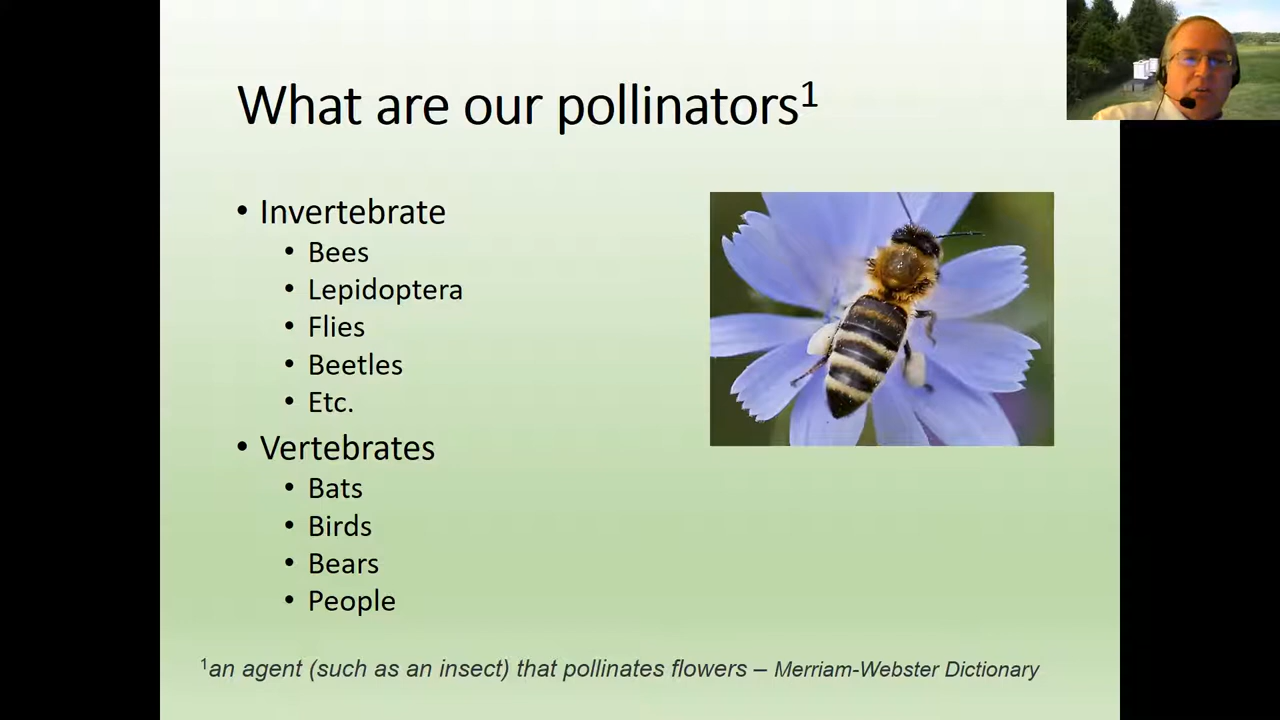 What are our pollinators¹
• Invertebrate
• Bees
• Lepidoptera
• Flies
• Beetles
• Etc.
• Vertebrates
• Bats
• Birds
• Bears
• People
¹an agent (such as an insect) that pollinates flowers – Merriam-Webster Dictionary